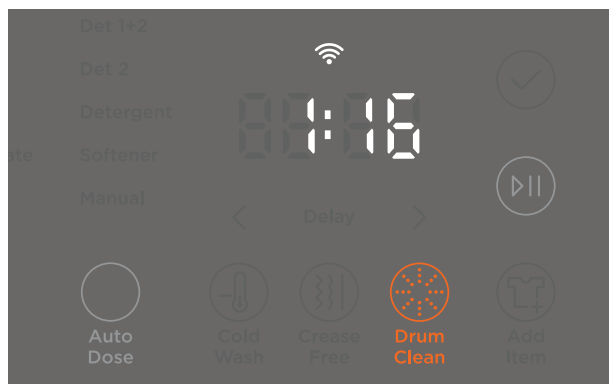 Det 1+2
Det 2
Detergent
Softener
ate
Manual
1:16
Delay
Auto
Dose
Cold
Wash
Crease
Free
Drum
Clean
Add
Item